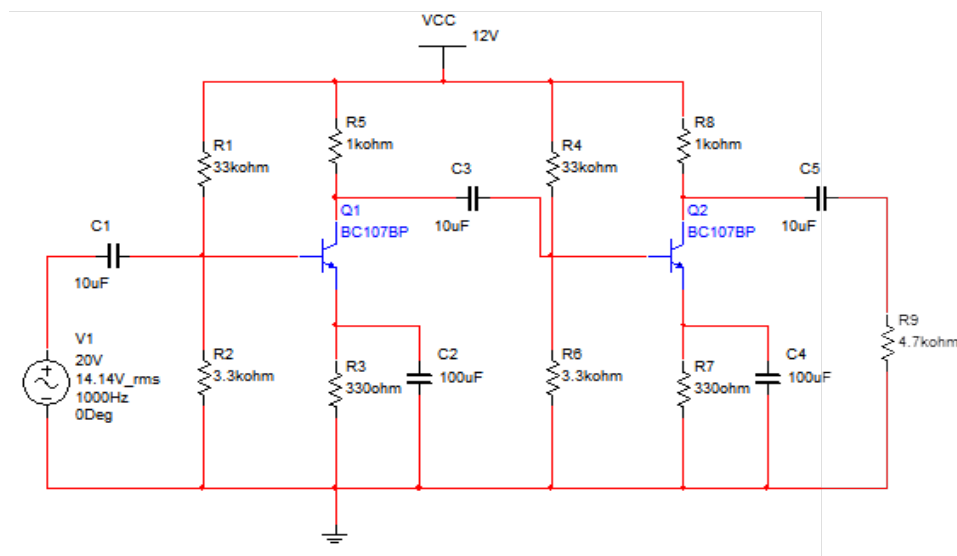 VCC
12V
R1
33kohm
R5
1kohm
C3
10uF
R4
33kohm
R8
1kohm
C5
10uF
Q1
BC107BP
Q2
BC107BP
C1
10uF
V1
20V
14.14V_rms
1000Hz
0Deg
R2
3.3kohm
R3
330ohm
C2
100uF
R6
3.3kohm
R7
330ohm
C4
100uF
R9
4.7kohm